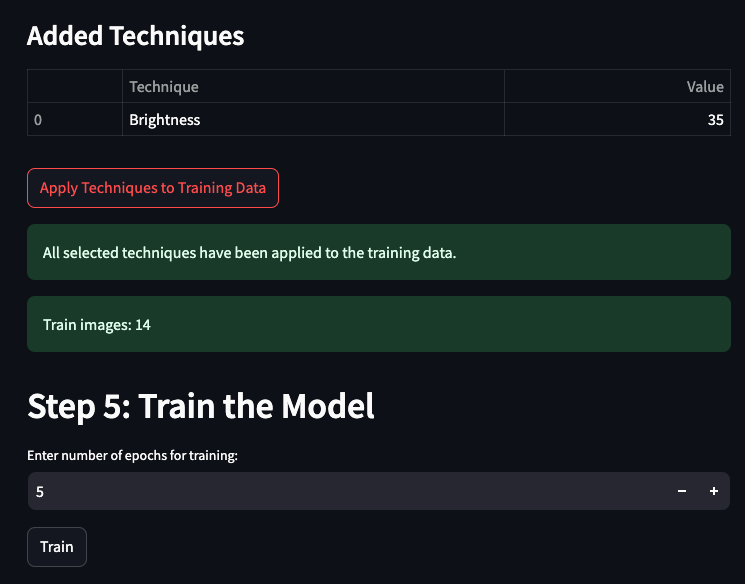 Added Techniques
Technique Value
0 Brightness 35
Apply Techniques to Training Data
All selected techniques have been applied to the training data.
Train images: 14
Step 5: Train the Model
Enter number of epochs for training:
5 − +
Train